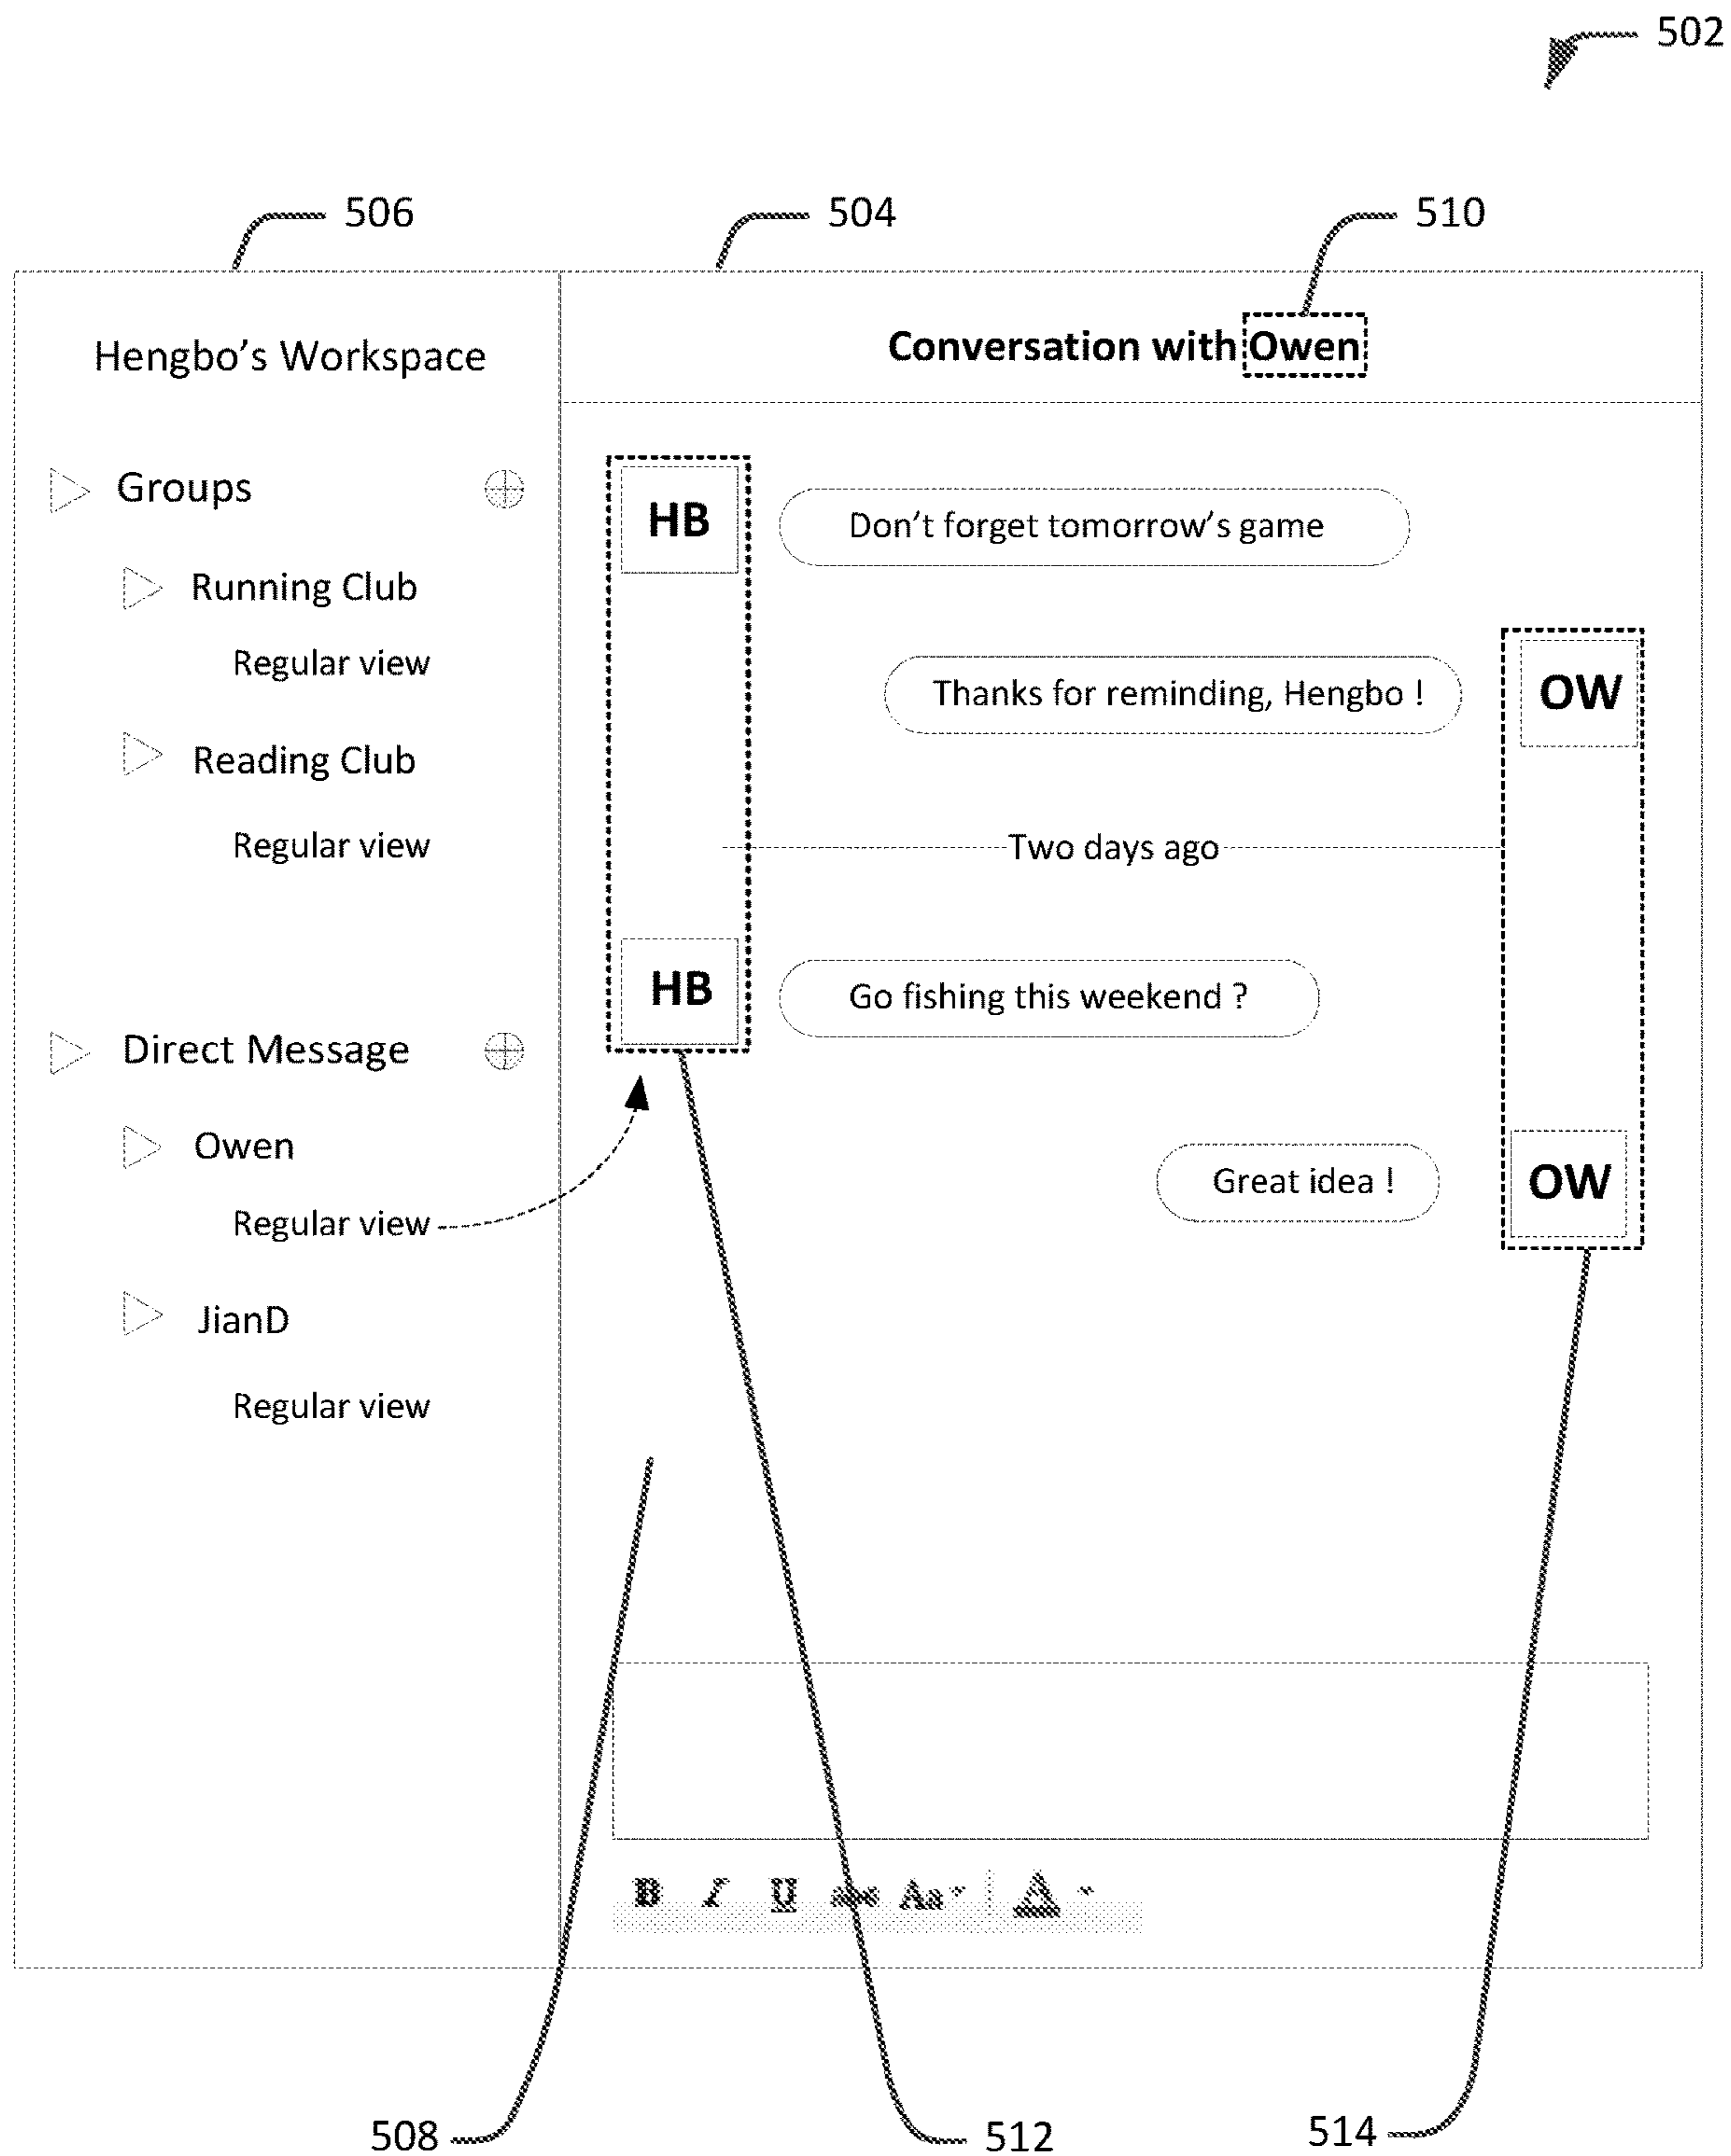 502
506
504
510
Hengbo's Workspace
Conversation with Owen
Groups
HB
Don't forget tomorrow's game
Running Club
Regular view
Thanks for reminding, Hengbo !
OW
Reading Club
Regular view
Two days ago
HB
Go fishing this weekend ?
Direct Message
Owen
Great idea !
OW
Regular view
JianD
Regular view
B I U abc Aa A
508
512
514